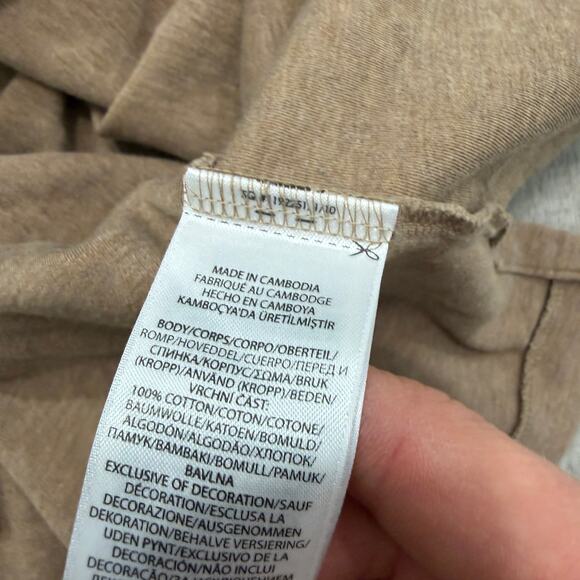 MADE IN CAMBODIA
FABRIQUÉ AU CAMBODGE
HECHO EN CAMBOYA
KAMBOÇYA'DA ÜRETİLMİŞTİR
BODY/CORPS/CORPO/OBERTEIL/
ROMP/HOVEDDEL/CUERPO/ПЕРЕД И
СПИНКА/KORPUS/ΣΩΜΑ/BRUK
(KROPP)/ANVÄND (KROPP)/BEDEN/
VRCHNÍ ČÁST:
100% COTTON/COTON/COTONE/
BAUMWOLLE/KATOEN/BOMULD/
ALGODÓN/ALGODÃO/ХЛОПОК/
ΠΑΜΥΚ/ΒΑΜΒΑΚΙ/BOMULL/PAMUK/
BAVLNA
EXCLUSIVE OF DECORATION/SAUF
DÉCORATION/ESCLUSA LA
DECORAZIONE/AUSGENOMMEN
DEKORATION/BEHALVE VERSIERING/
UDEN PYNT/EXCLUSIVO DE LA
DECORACIÓN/NÃO INCLUI